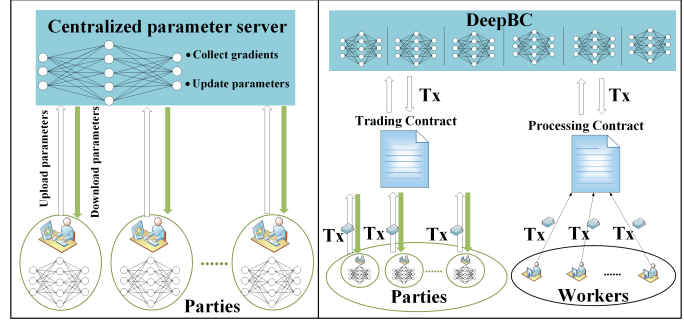 Centralized parameter server
• Collect gradients
• Update parameters
Upload parameters
Download parameters
......
Parties
DeepBC
Tx
Tx
Trading Contract
Processing Contract
Tx
Tx
Tx
Tx
Tx
Tx
......
......
Parties
Workers